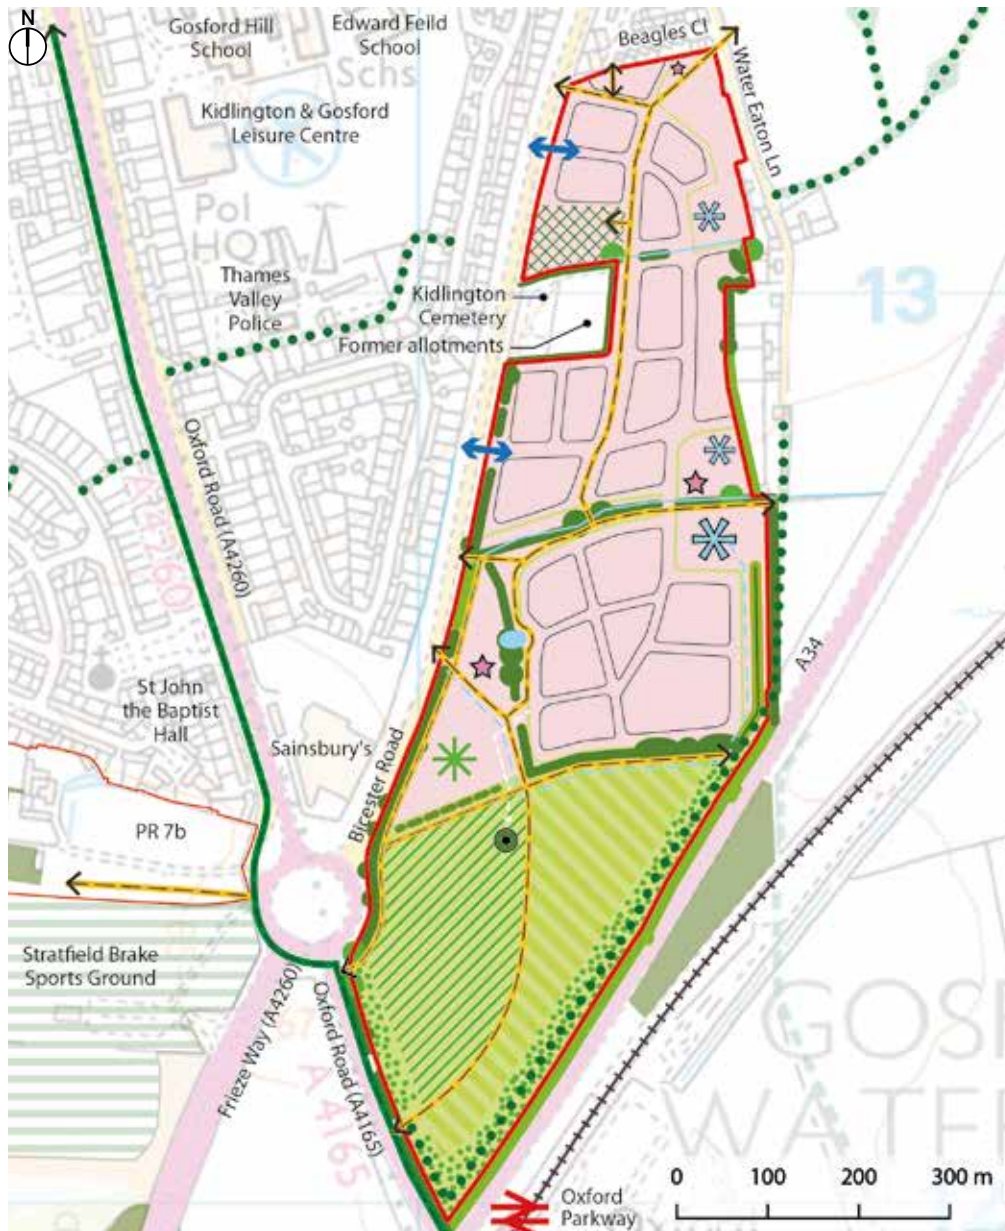 N
Gosford Hill
School
Edward Feild
School
Schs
Beagles Cl
Water Eaton Ln
Kidlington & Gosford
Leisure Centre
Pol
HQ
13
Thames
Valley
Police
Kidlington
Cemetery
Former allotments
Oxford Road (A4260)
A 4260
A34
St John
the Baptist
Hall
Sainsbury's
Bicester Road
PR 7b
Stratfield Brake
Sports Ground
Frieze Way (A4260)
Oxford Road (A4165)
A 4165
GOS
WATE
0 100 200 300 m
Oxford
Parkway